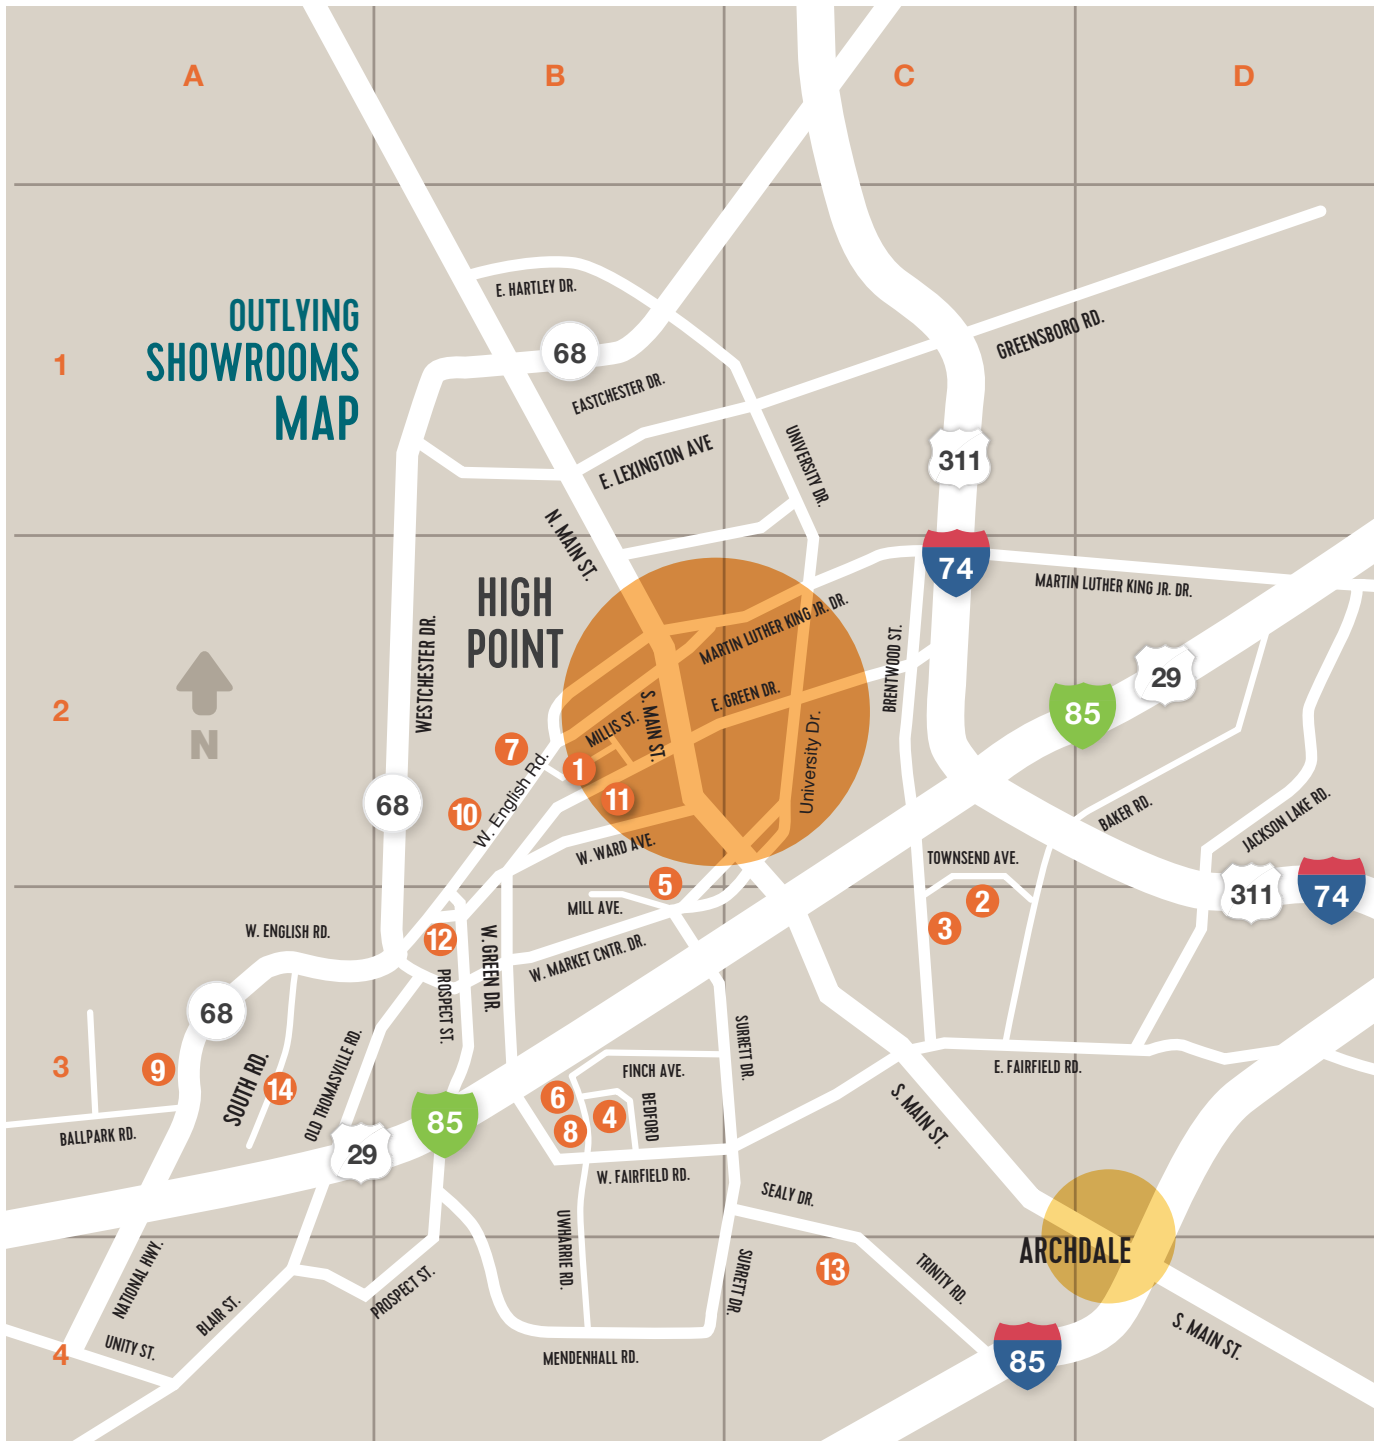 A
B
C
D
OUTLYING
SHOWROOMS
MAP
1
E. HARTLEY DR.
68
EASTCHESTER DR.
GREENSBORO RD.
E. LEXINGTON AVE
UNIVERSITY DR.
311
N. MAIN ST.
74
MARTIN LUTHER KING JR. DR.
HIGH
POINT
MARTIN LUTHER KING JR. DR.
WESTCHESTER DR.
BRENTWOOD ST.
29
85
2
N
S. MAIN ST.
E. GREEN DR.
MILLIS ST.
7
1
11
University Dr.
W. English Rd.
68
10
BAKER RD.
JACKSON LAKE RD.
W. WARD AVE.
TOWNSEND AVE.
5
311
74
MILL AVE.
2
3
W. ENGLISH RD.
12
W. GREEN DR.
W. MARKET CNTR. DR.
PROSPECT ST.
68
SURRETT DR.
3
9
SOUTH RD.
14
OLD THOMASVILLE RD.
FINCH AVE.
E. FAIRFIELD RD.
6
8
4
BEDFORD
S. MAIN ST.
85
BALLPARK RD.
29
W. FAIRFIELD RD.
SEALY DR.
UWHARRIE RD.
ARCHDALE
13
SURRETT DR.
TRINITY RD.
NATIONAL HWY.
BLAIR ST.
PROSPECT ST.
4
UNITY ST.
MENDENHALL RD.
85
S. MAIN ST.